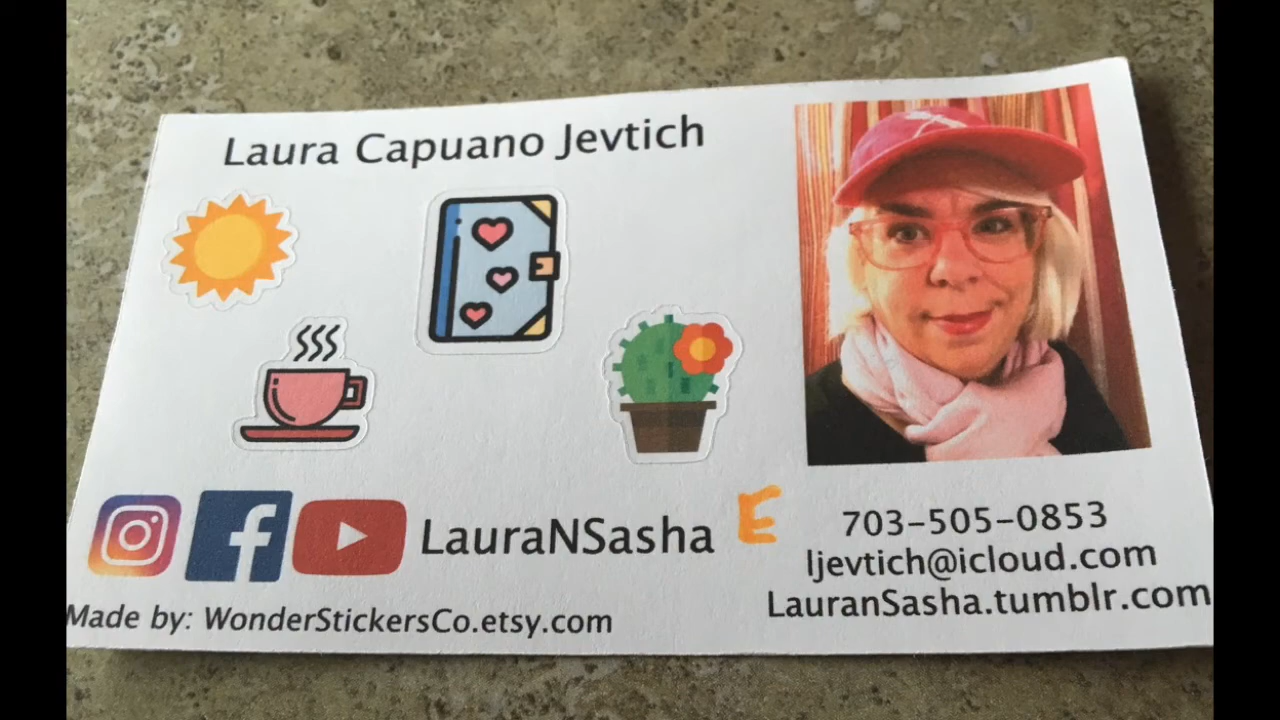 Laura Capuano Jevtich
LauraNSasha E
703-505-0853
ljevtich@icloud.com
LauranSasha.tumblr.com
Made by: WonderStickersCo.etsy.com